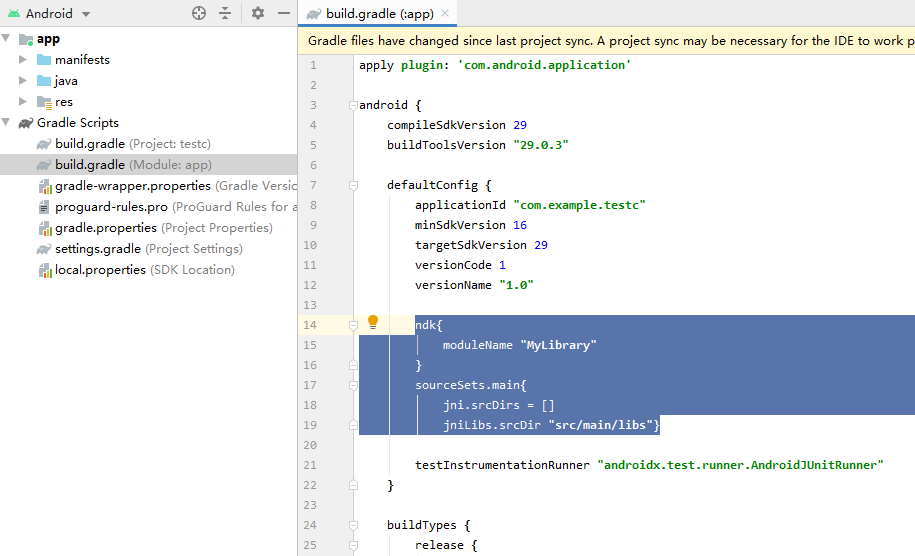 Android
build.gradle (:app)
Gradle files have changed since last project sync. A project sync may be necessary for the IDE to work p
app
manifests
java
res
Gradle Scripts
build.gradle (Project: testc)
build.gradle (Module: app)
gradle-wrapper.properties (Gradle Versio
proguard-rules.pro (ProGuard Rules for a
gradle.properties (Project Properties)
settings.gradle (Project Settings)
local.properties (SDK Location)
1 apply plugin: 'com.android.application'
2
3 android {
4 compileSdkVersion 29
5 buildToolsVersion "29.0.3"
6
7 defaultConfig {
8 applicationId "com.example.testc"
9 minSdkVersion 16
10 targetSdkVersion 29
11 versionCode 1
12 versionName "1.0"
13
14 ndk{
15 moduleName "MyLibrary"
16 }
17 sourceSets.main{
18 jni.srcDirs = []
19 jniLibs.srcDir "src/main/libs"}
20
21 testInstrumentationRunner "androidx.test.runner.AndroidJUnitRunner"
22 }
23
24 buildTypes {
25 release {